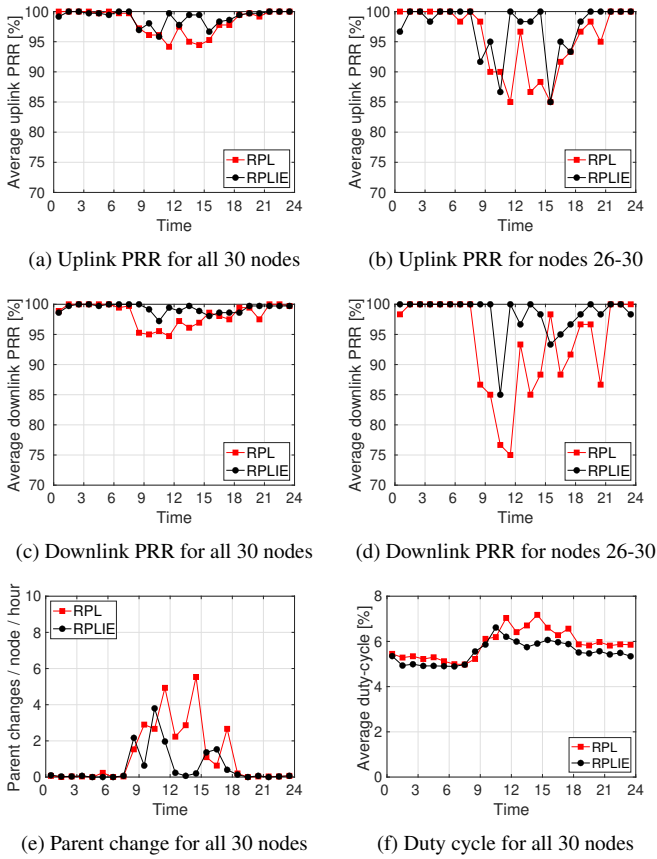 Average uplink PRR [%]
100
95
90
85
80
75
70
0 3 6 9 12 15 18 21 24
Time
RPL
RPLIE
(a) Uplink PRR for all 30 nodes
Average uplink PRR [%]
100
95
90
85
80
75
70
0 3 6 9 12 15 18 21 24
Time
RPL
RPLIE
(b) Uplink PRR for nodes 26-30
Average downlink PRR [%]
100
95
90
85
80
75
70
0 3 6 9 12 15 18 21 24
Time
RPL
RPLIE
(c) Downlink PRR for all 30 nodes
Average downlink PRR [%]
100
95
90
85
80
75
70
0 3 6 9 12 15 18 21 24
Time
RPL
RPLIE
(d) Downlink PRR for nodes 26-30
Parent changes / node / hour
10
8
6
4
2
0
0 3 6 9 12 15 18 21 24
Time
RPL
RPLIE
(e) Parent change for all 30 nodes
Average duty-cycle [%]
8
6
4
2
0
0 3 6 9 12 15 18 21 24
Time
RPL
RPLIE
(f) Duty cycle for all 30 nodes